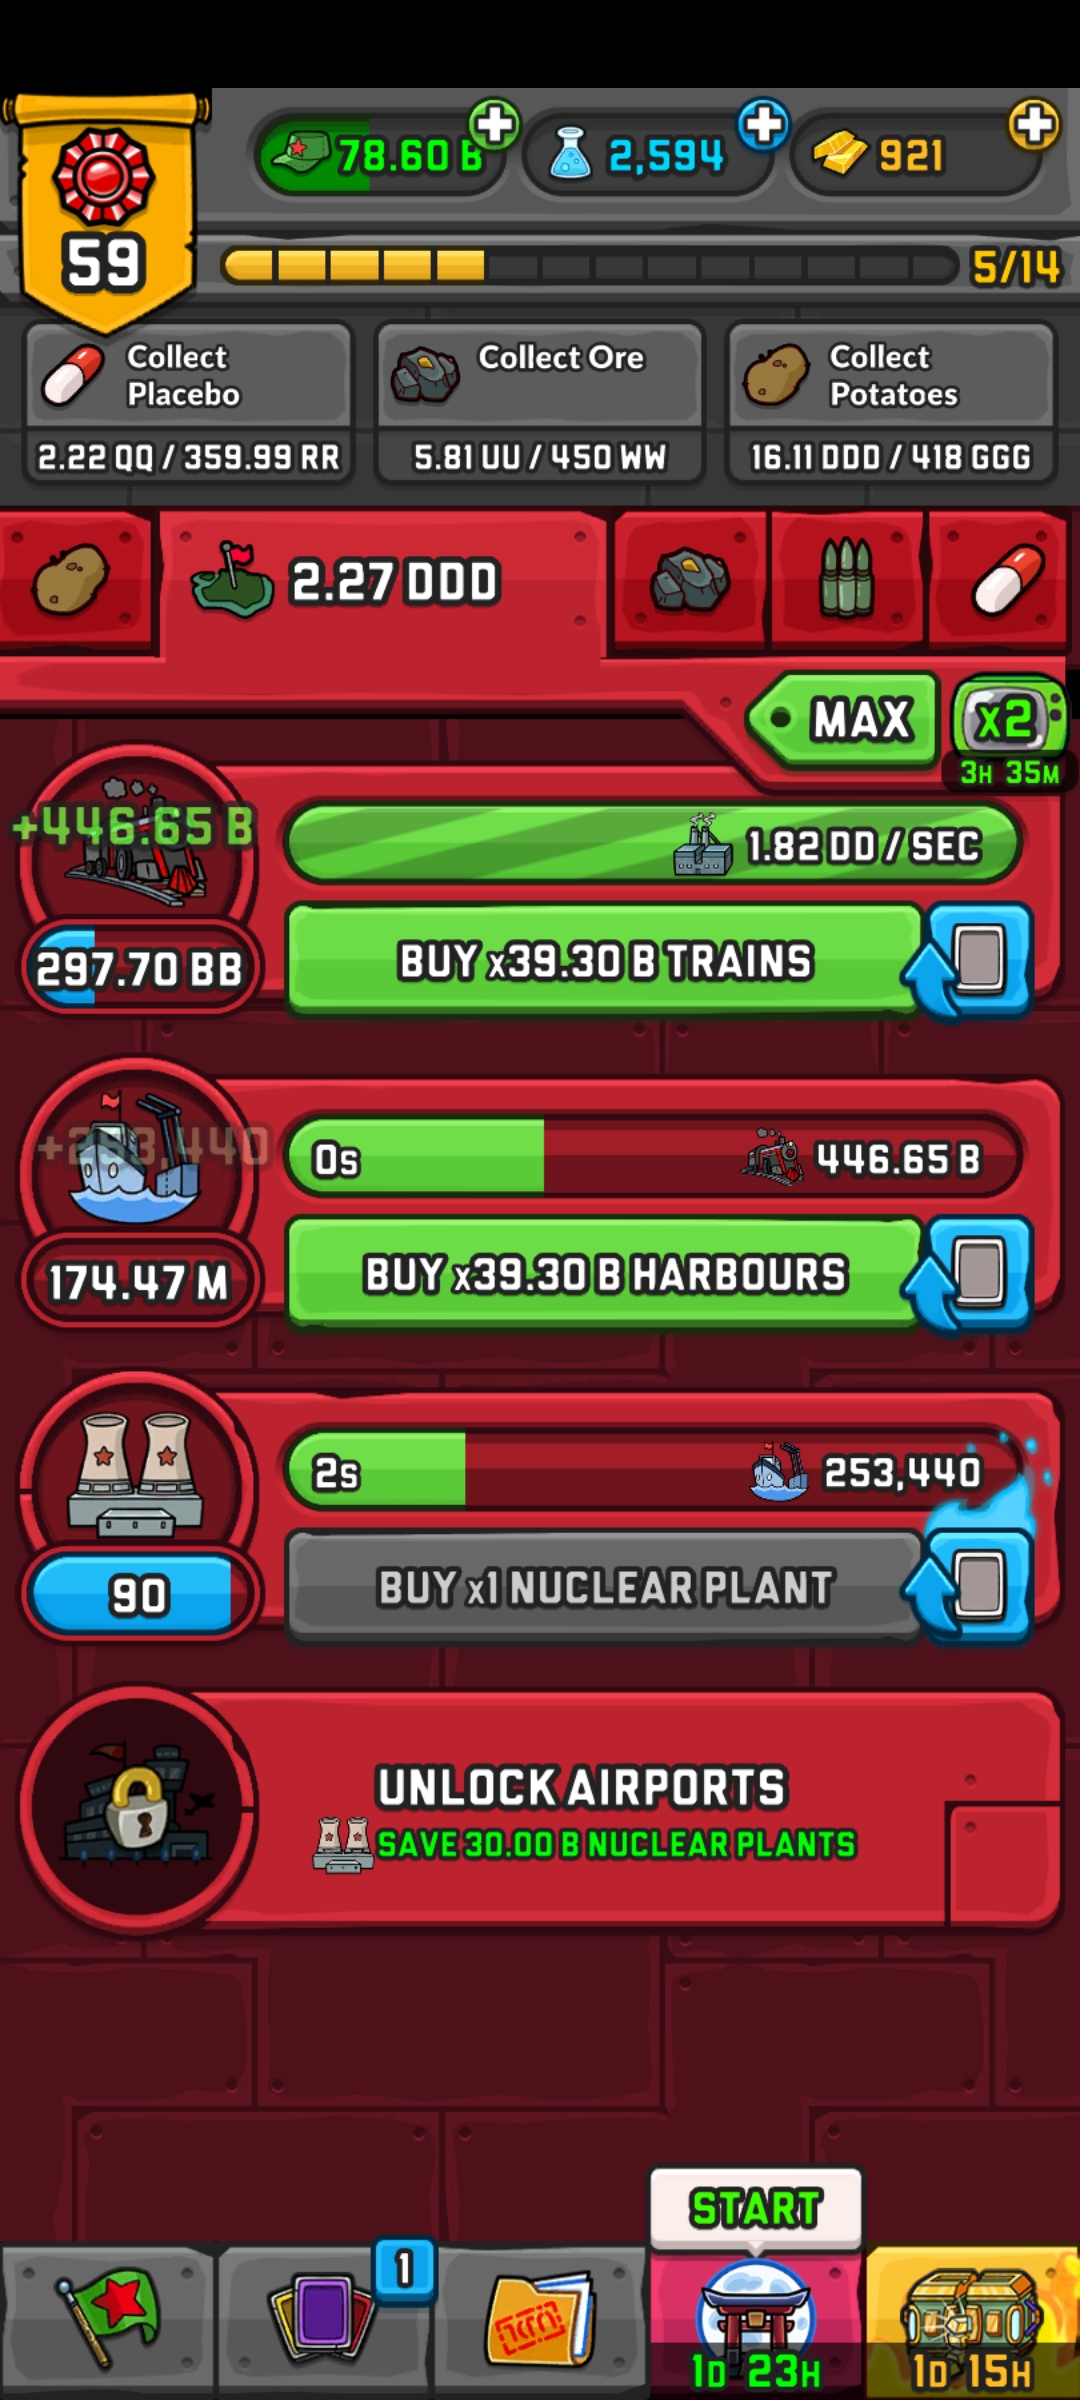 59
78.60 B
2,594
921
5/14
Collect Placebo
2.22 QQ / 359.99 RR
Collect Ore
5.81 UU / 450 WW
Collect Potatoes
16.11 DDD / 418 GGG
2.27 DDD
MAX
x2
3H 35M
+446.65 B
1.82 DD / SEC
297.70 BB
BUY x39.30 B TRAINS
+253,440
0s
446.65 B
174.47 M
BUY x39.30 B HARBOURS
2s
253,440
90
BUY x1 NUCLEAR PLANT
UNLOCK AIRPORTS
SAVE 30.00 B NUCLEAR PLANTS
START
1
1D 23H
1D 15H